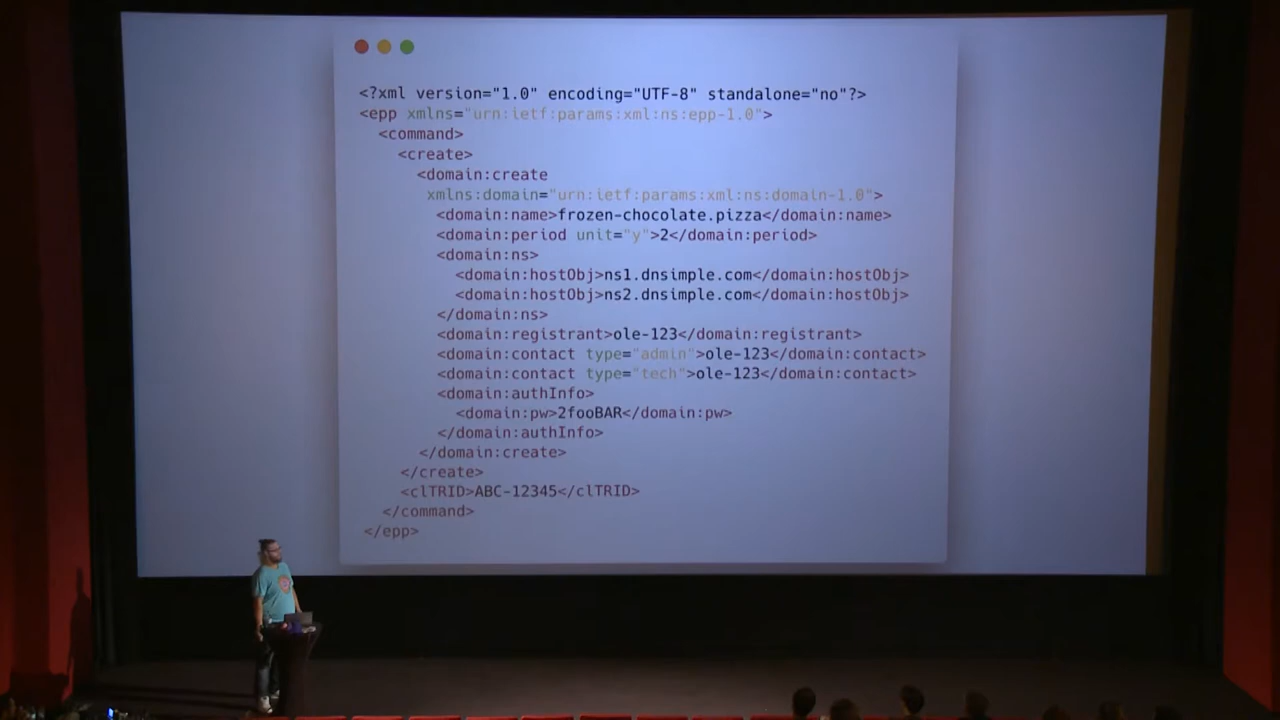 <?xml version="1.0" encoding="UTF-8" standalone="no"?>
<epp xmlns="urn:ietf:params:xml:ns:epp-1.0">
<command>
<create>
<domain:create
xmlns:domain="urn:ietf:params:xml:ns:domain-1.0">
<domain:name>frozen-chocolate.pizza</domain:name>
<domain:period unit="y">2</domain:period>
<domain:ns>
<domain:hostObj>ns1.dnsimple.com</domain:hostObj>
<domain:hostObj>ns2.dnsimple.com</domain:hostObj>
</domain:ns>
<domain:registrant>ole-123</domain:registrant>
<domain:contact type="admin">ole-123</domain:contact>
<domain:contact type="tech">ole-123</domain:contact>
<domain:authInfo>
<domain:pw>2fooBAR</domain:pw>
</domain:authInfo>
</domain:create>
</create>
<clTRID>ABC-12345</clTRID>
</command>
</epp>